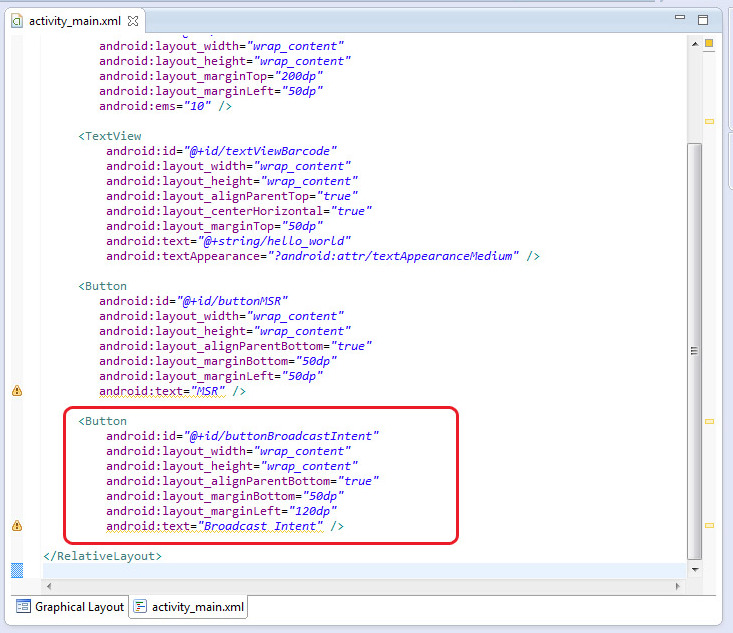 activity_main.xml
android:layout_width="wrap_content"
android:layout_height="wrap_content"
android:layout_marginTop="200dp"
android:layout_marginLeft="50dp"
android:ems="10" />
<TextView
android:id="@+id/textViewBarcode"
android:layout_width="wrap_content"
android:layout_height="wrap_content"
android:layout_alignParentTop="true"
android:layout_centerHorizontal="true"
android:layout_marginTop="50dp"
android:text="@+string/hello_world"
android:textAppearance="?android:attr/textAppearanceMedium" />
<Button
android:id="@+id/buttonMSR"
android:layout_width="wrap_content"
android:layout_height="wrap_content"
android:layout_alignParentBottom="true"
android:layout_marginBottom="50dp"
android:layout_marginLeft="50dp"
android:text="MSR" />
<Button
android:id="@+id/buttonBroadcastIntent"
android:layout_width="wrap_content"
android:layout_height="wrap_content"
android:layout_alignParentBottom="true"
android:layout_marginBottom="50dp"
android:layout_marginLeft="120dp"
android:text="Broadcast Intent" />
</RelativeLayout>
Graphical Layout activity_main.xml